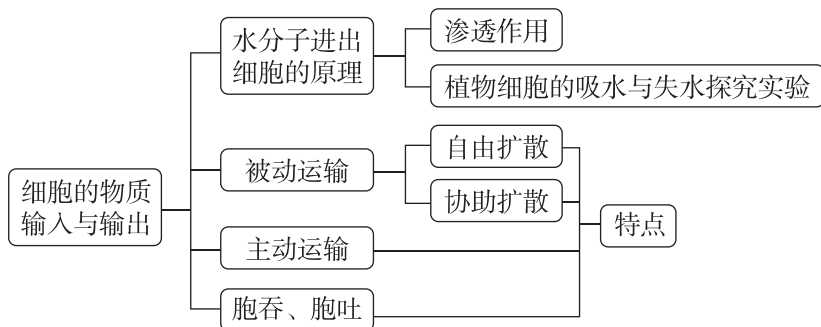 细胞的物质
输入与输出
水分子进出
细胞的原理
渗透作用
植物细胞的吸水与失水探究实验
被动运输
自由扩散
协助扩散
主动运输
胞吞、胞吐
特点